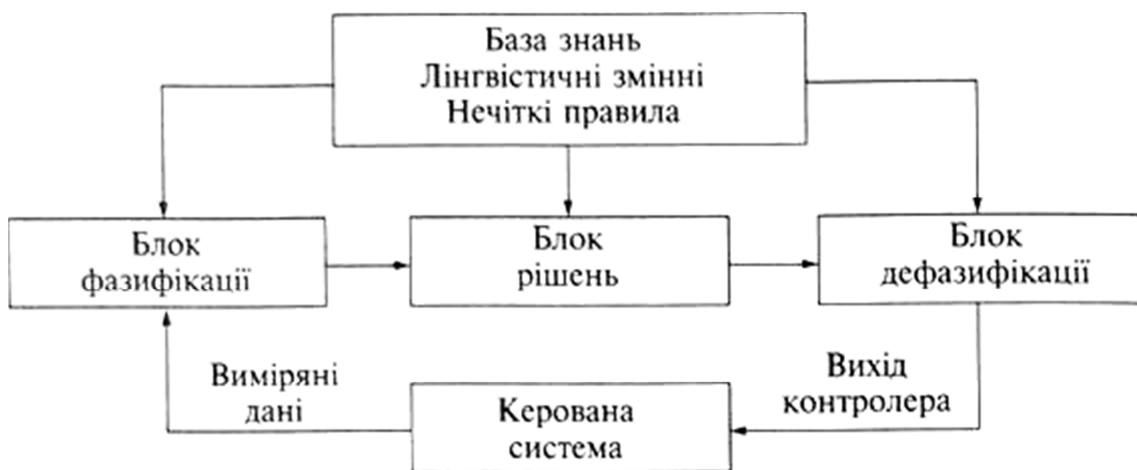 База знань
Лінгвістичні змінні
Нечіткі правила
Блок
фазифікації
Блок
рішень
Блок
дефазифікації
Виміряні
дані
Керована
система
Вихід
контролера